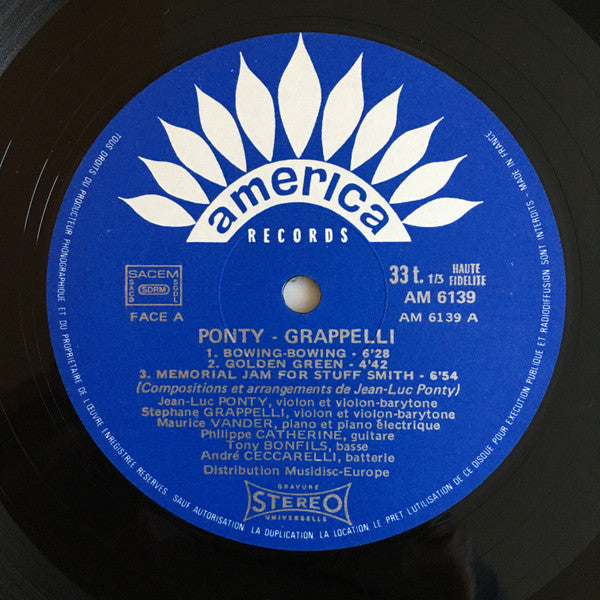 america
RECORDS
SACEM
SACD
SDRM
SGDL
FACE A
33 t. 1/3 HAUTE FIDELITE
AM 6139
AM 6139 A
PONTY - GRAPPELLI
1. BOWING-BOWING - 6'28
2. GOLDEN GREEN - 4'42
3. MEMORIAL JAM FOR STUFF SMITH - 6'54
(Compositions et arrangements de Jean-Luc Ponty)
Jean-Luc PONTY, violon et violon-barytone
Stephane GRAPPELLI, violon et violon-barytone
Maurice VANDER, piano et piano électrique
Philippe CATHERINE, guitare
Tony BONFILS, basse
André CECCARELLI, batterie
Distribution Musidisc-Europe
GRAVURE
STEREO
UNIVERSELLE
TOUS DROITS DU PRODUCTEUR PHONOGRAPHIQUE ET DU PROPRIETAIRE DE L'ŒUVRE ENREGISTREE RESERVES. SAUF AUTORISATION LA DUPLICATION, LA LOCATION, LE PRET L'UTILISATION DE CE DISQUE POUR EXECUTION PUBLIQUE ET RADIODIFFUSION SONT INTERDITS - MADE IN FRANCE